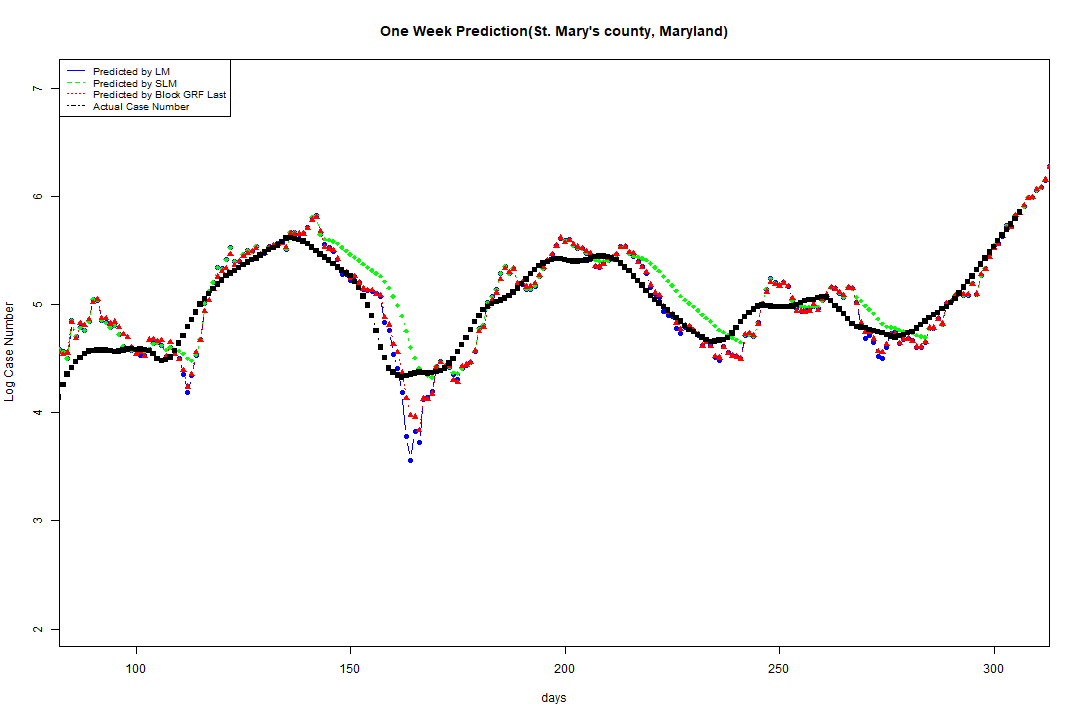 One Week Prediction(St. Mary's county, Maryland)
Predicted by LM
Predicted by SLM
Predicted by Block GRF Last
Actual Case Number
7
6
5
4
3
2
Log Case Number
100 150 200 250 300
days